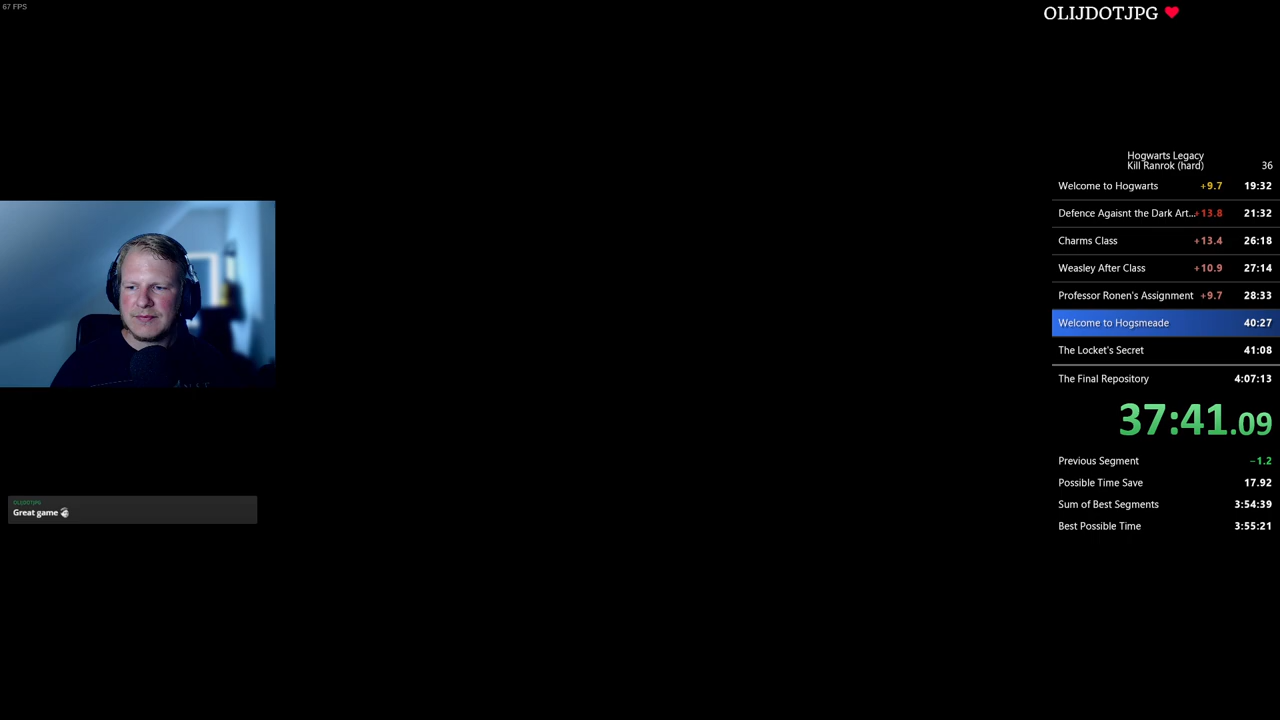 67 FPS
OLIJDOTJPG ❤
Hogwarts Legacy
Kill Ranrok (hard) 36
Welcome to Hogwarts +9.7 19:32
Defence Agaisnt the Dark Art... +13.8 21:32
Charms Class +13.4 26:18
Weasley After Class +10.9 27:14
Professor Ronen's Assignment +9.7 28:33
Welcome to Hogsmeade 40:27
The Locket's Secret 41:08
The Final Repository 4:07:13
37:41.09
Previous Segment −1.2
Possible Time Save 17.92
Sum of Best Segments 3:54:39
Best Possible Time 3:55:21
OLIJDOTJPG
Great game